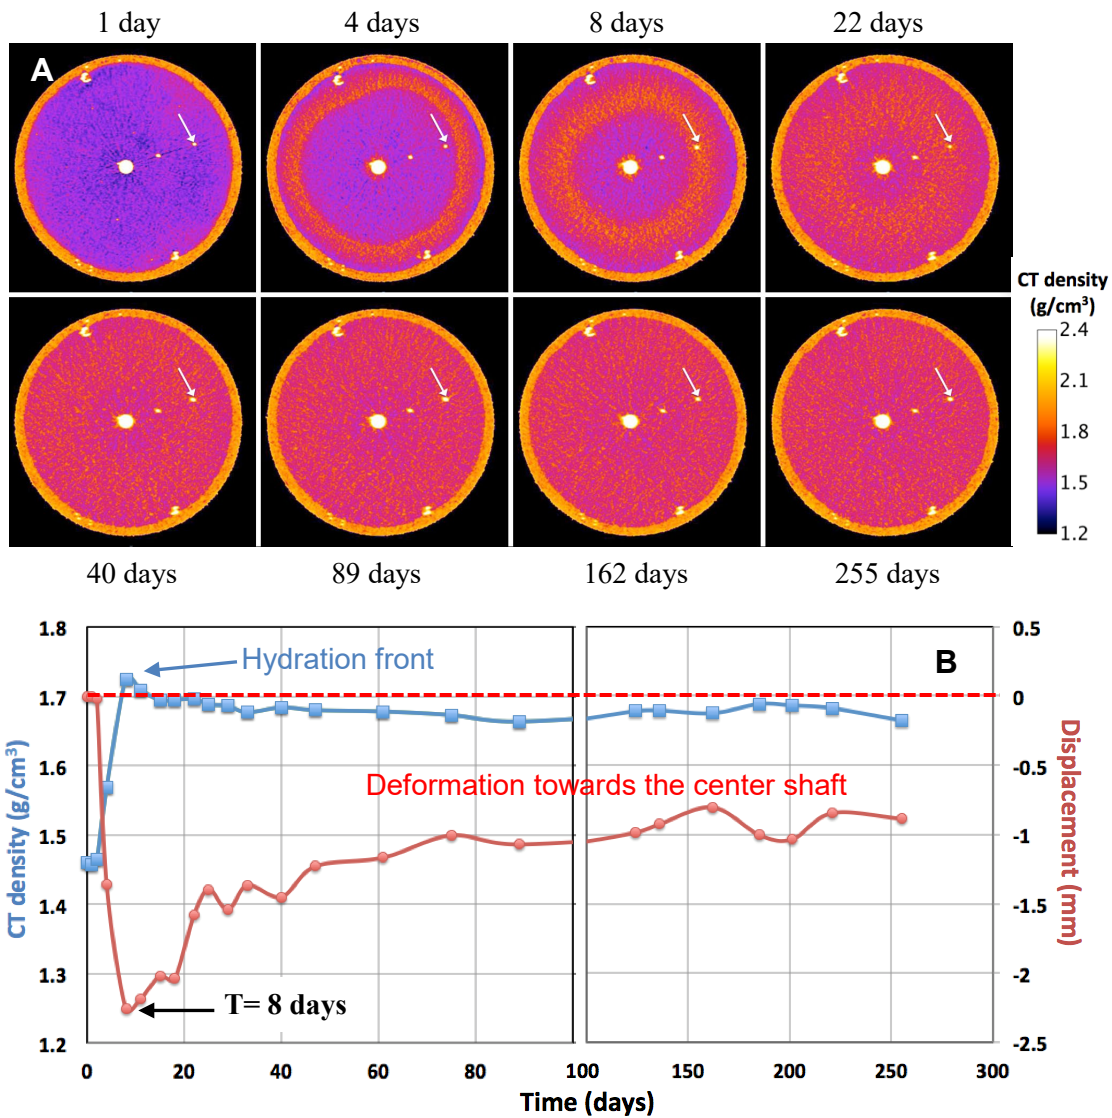 1 day 4 days 8 days 22 days
A
CT density
(g/cm³)
2.4
2.1
1.8
1.5
1.2
40 days 89 days 162 days 255 days
1.8 0.5
Hydration front B
1.7 0
1.6 -0.5
Deformation towards the center shaft
1.5 -1
1.4 -1.5
1.3 -2
T= 8 days
1.2 -2.5
CT density (g/cm³)
Displacement (mm)
0 20 40 60 80 100 150 200 250 300
Time (days)